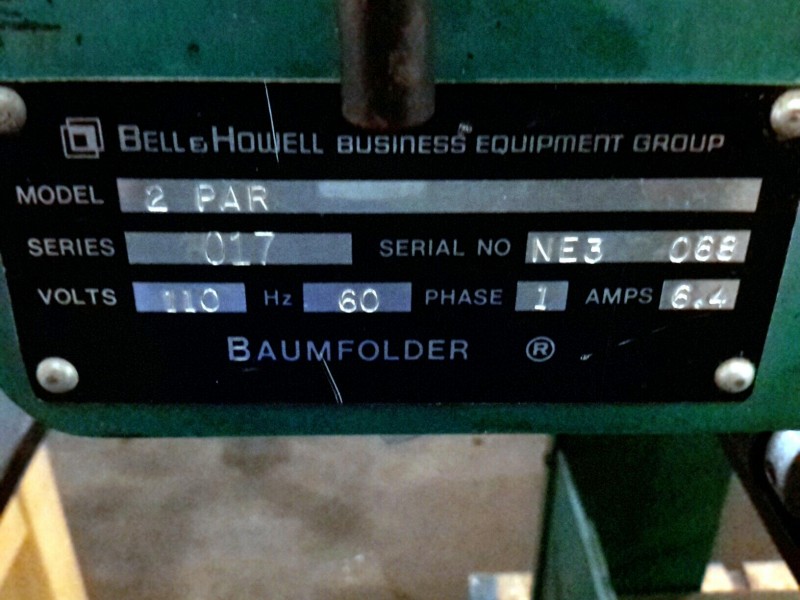 BELL & HOWELL BUSINESS™ EQUIPMENT GROUP
MODEL 2 PAR
SERIES 017 SERIAL NO NE3 068
VOLTS 110 Hz 60 PHASE 1 AMPS 6.4
BAUMFOLDER ®